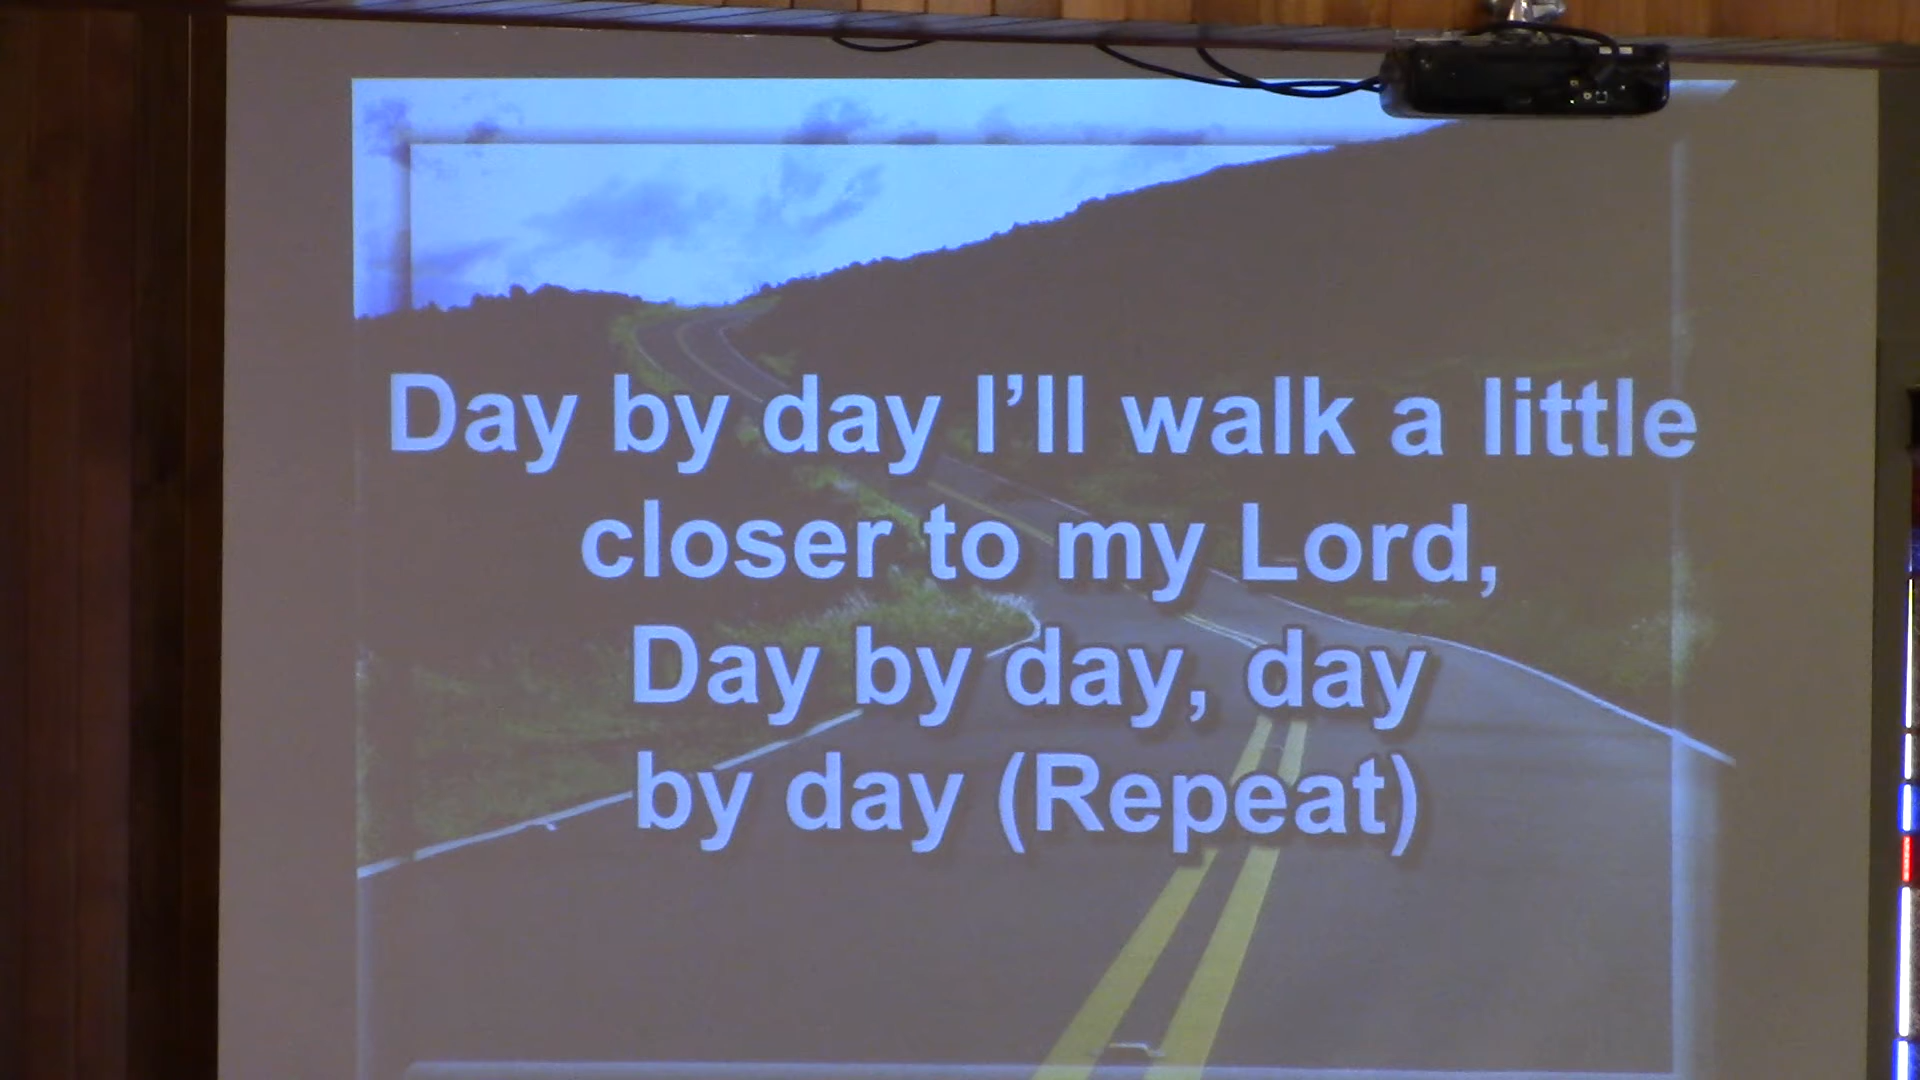 Day by day I’ll walk a little
closer to my Lord,
Day by day, day
by day (Repeat)